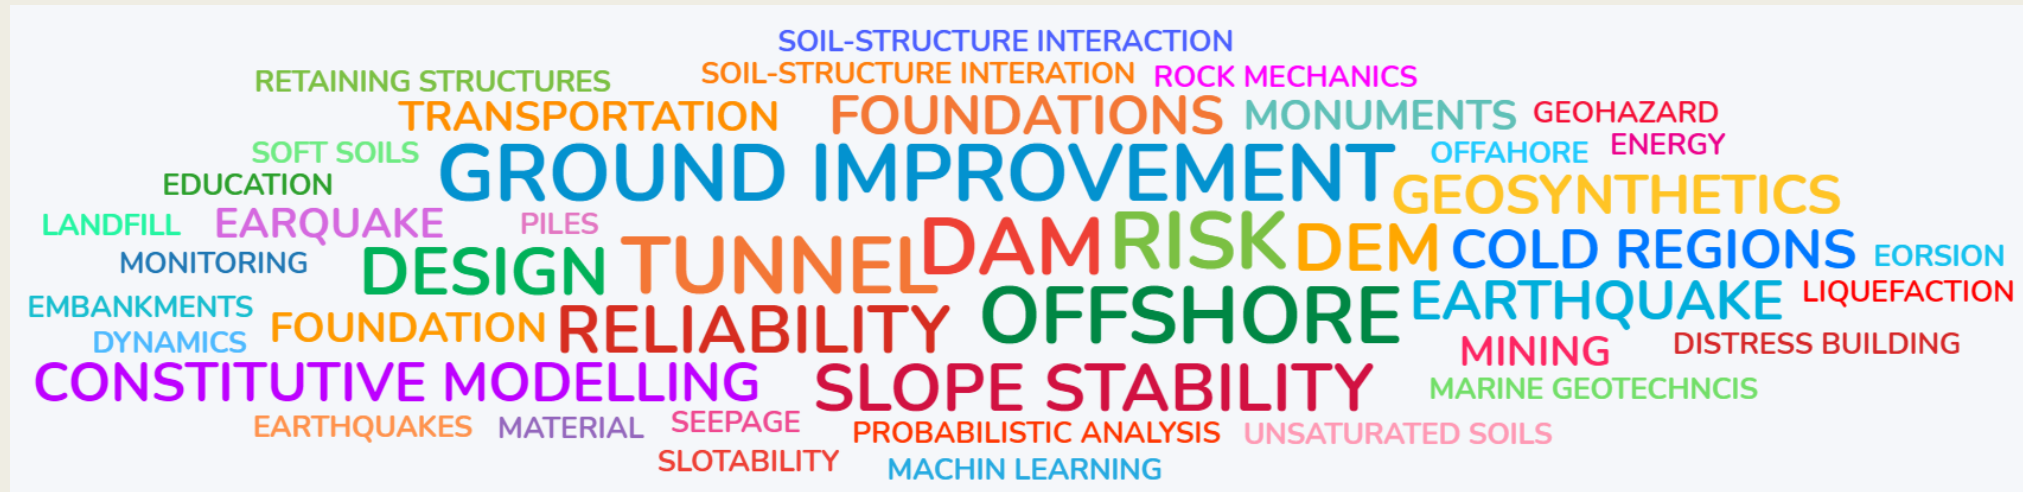 SOIL-STRUCTURE INTERACTION
RETAINING STRUCTURES SOIL-STRUCTURE INTERATION ROCK MECHANICS
TRANSPORTATION FOUNDATIONS MONUMENTS GEOHAZARD
SOFT SOILS GROUND IMPROVEMENT OFFAHORE ENERGY
EDUCATION GEOSYNTHETICS
LANDFILL EARQUAKE PILES DAM RISK DEM COLD REGIONS EORSION
MONITORING DESIGN TUNNEL
EMBANKMENTS OFFSHORE EARTHQUAKE LIQUEFACTION
DYNAMICS FOUNDATION RELIABILITY MINING DISTRESS BUILDING
CONSTITUTIVE MODELLING SLOPE STABILITY MARINE GEOTECHNCIS
EARTHQUAKES MATERIAL SEEPAGE PROBABILISTIC ANALYSIS UNSATURATED SOILS
SLOTABILITY MACHIN LEARNING